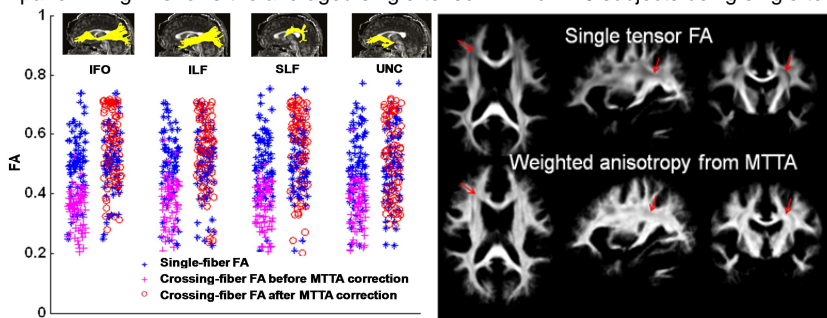 IFO
ILF
SLF
UNC
1
0.8
0.6
0.4
0.2
0
FA
Single-fiber FA
Crossing-fiber FA before MTTA correction
Crossing-fiber FA after MTTA correction
Single tensor FA
Weighted anisotropy from MTTA